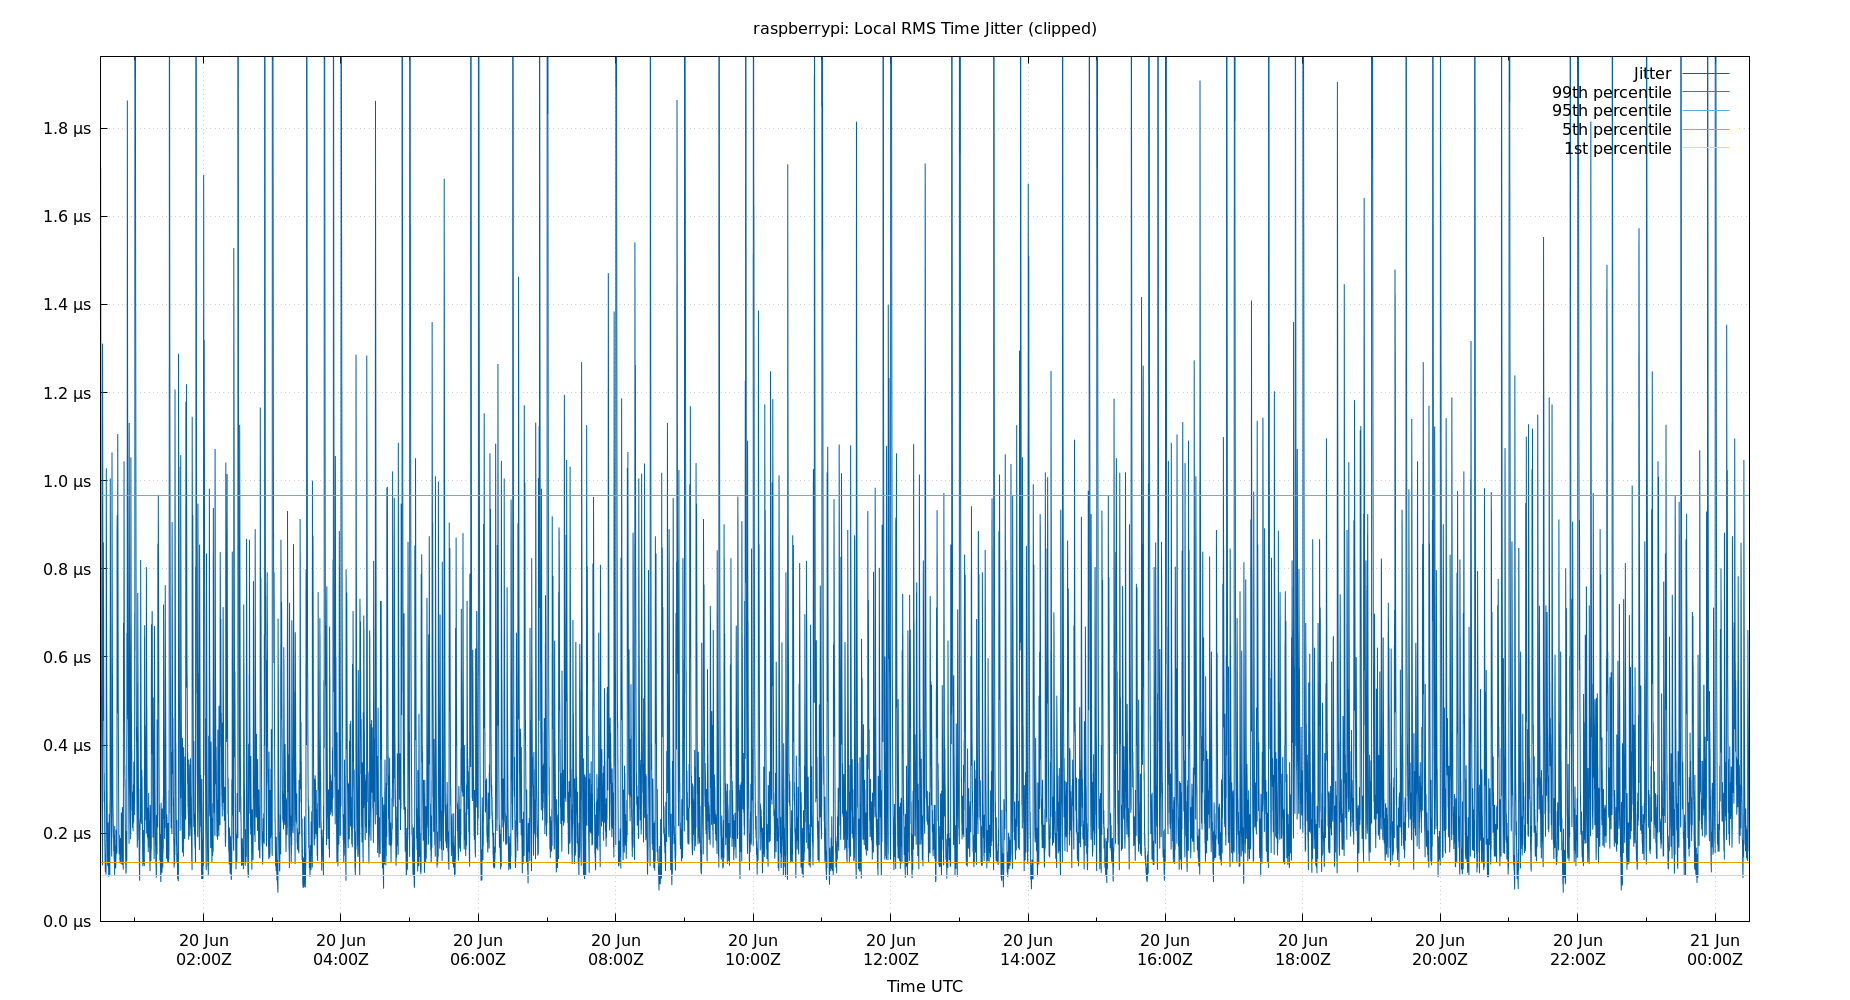 raspberrypi: Local RMS Time Jitter (clipped)
Jitter
99th percentile
95th percentile
5th percentile
1st percentile
1.8 µs
1.6 µs
1.4 µs
1.2 µs
1.0 µs
0.8 µs
0.6 µs
0.4 µs
0.2 µs
0.0 µs
20 Jun 20 Jun 20 Jun 20 Jun 20 Jun 20 Jun 20 Jun 20 Jun 20 Jun 20 Jun 20 Jun 21 Jun
02:00Z 04:00Z 06:00Z 08:00Z 10:00Z 12:00Z 14:00Z 16:00Z 18:00Z 20:00Z 22:00Z 00:00Z
Time UTC